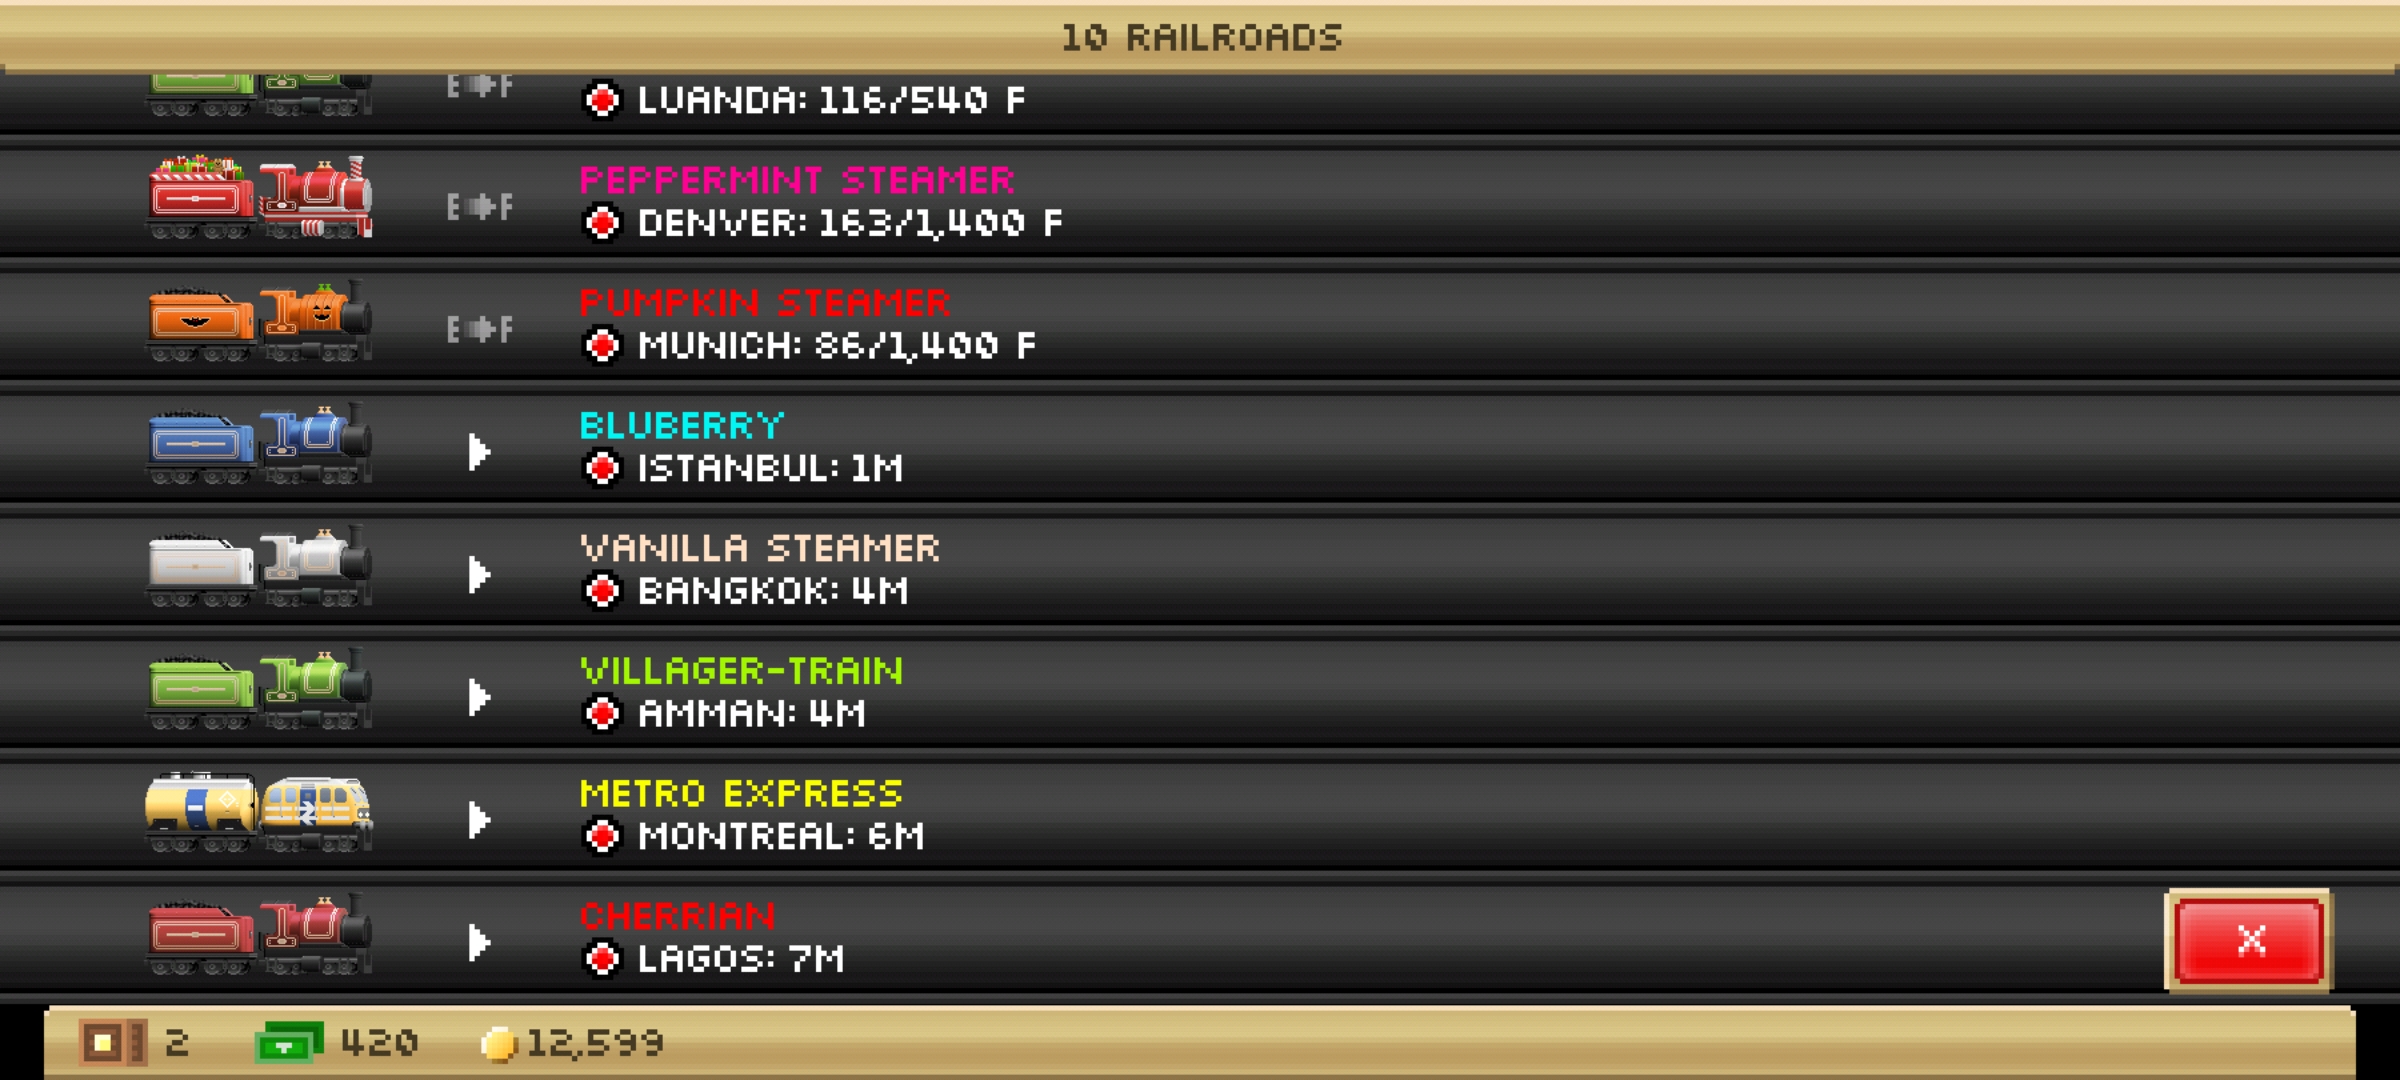 10 RAILROADS
E F
LUANDA: 116/540 F
PEPPERMINT STEAMER
E F
DENVER: 163/1,400 F
PUMPKIN STEAMER
E F
MUNICH: 86/1,400 F
BLUBERRY
ISTANBUL: 1M
VANILLA STEAMER
BANGKOK: 4M
VILLAGER-TRAIN
AMMAN: 4M
METRO EXPRESS
MONTREAL: 6M
CHERRIAN
LAGOS: 7M
X
2 420 12,599